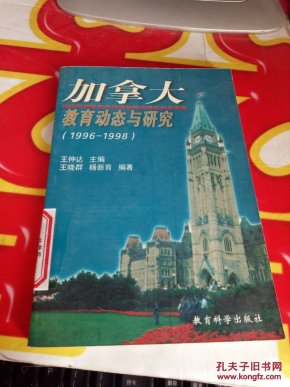 加拿大
教育动态与研究
(1996-1998)
王仲达 主编
王晓群 杨新育 编著
教育科学出版社
孔夫子旧书网
www.kongfz.com